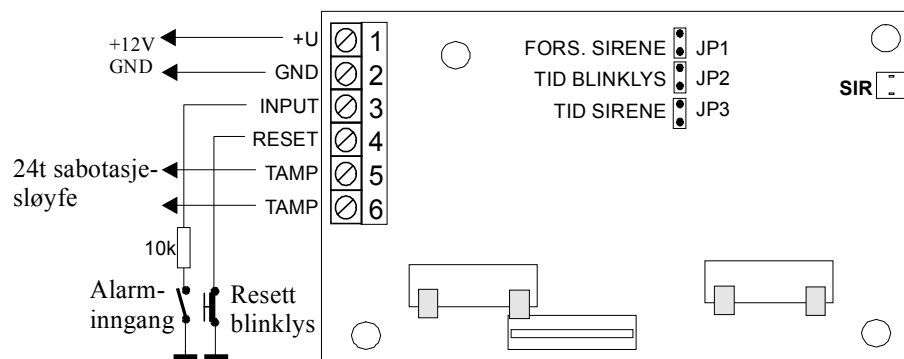 +12V
+U 1
GND
GND 2
INPUT 3
RESET 4
24t sabotasje-
sløyfe
TAMP 5
TAMP 6
FORS. SIRENE JP1
TID BLINKLYS JP2
TID SIRENE JP3
SIR
10k
Alarm-
inngang
Resett
blinklys